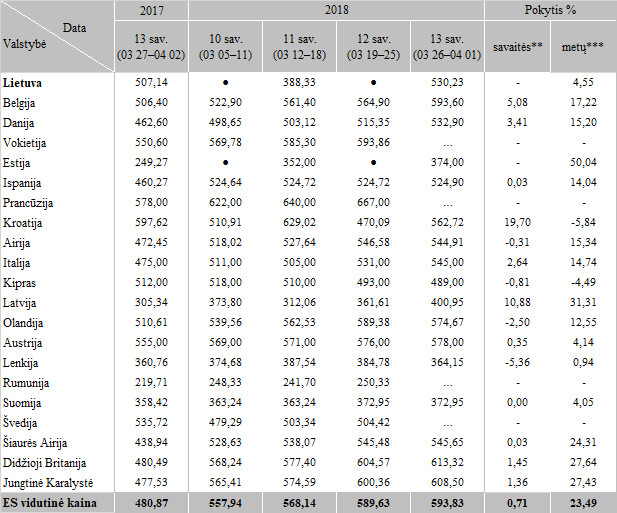 Valstybė Data 2017 2018 Pokytis %
13 sav. (03 27–04 02) 10 sav. (03 05–11) 11 sav. (03 12–18) 12 sav. (03 19–25) 13 sav. (03 26–04 01) savaitės** metų***
Lietuva 507,14 ● 388,33 ● 530,23 - 4,55
Belgija 506,40 522,90 561,40 564,90 593,60 5,08 17,22
Danija 462,60 498,65 503,12 515,35 532,90 3,41 15,20
Vokietija 550,60 569,78 585,30 593,86 ... - -
Estija 249,27 ● 352,00 ● 374,00 - 50,04
Ispanija 460,27 524,64 524,72 524,72 524,90 0,03 14,04
Prancūzija 578,00 622,00 640,00 667,00 ... - -
Kroatija 597,62 510,91 629,02 470,09 562,72 19,70 -5,84
Airija 472,45 518,02 527,64 546,58 544,91 -0,31 15,34
Italija 475,00 511,00 505,00 531,00 545,00 2,64 14,74
Kipras 512,00 518,00 510,00 493,00 489,00 -0,81 -4,49
Latvija 305,34 373,80 312,06 361,61 400,95 10,88 31,31
Olandija 510,61 539,56 562,53 589,38 574,67 -2,50 12,55
Austrija 555,00 569,00 571,00 576,00 578,00 0,35 4,14
Lenkija 360,76 374,68 387,54 384,78 364,15 -5,36 0,94
Rumunija 219,71 248,33 241,70 250,33 ... - -
Suomija 358,42 363,24 363,24 372,95 372,95 0,00 4,05
Švedija 535,72 479,29 503,34 504,42 ... - -
Šiaurės Airija 438,94 528,63 538,07 545,48 545,65 0,03 24,31
Didžioji Britanija 480,49 568,24 577,40 604,57 613,32 1,45 27,64
Jungtinė Karalystė 477,53 565,41 574,59 600,36 608,50 1,36 27,43
ES vidutinė kaina 480,87 557,94 568,14 589,63 593,83 0,71 23,49